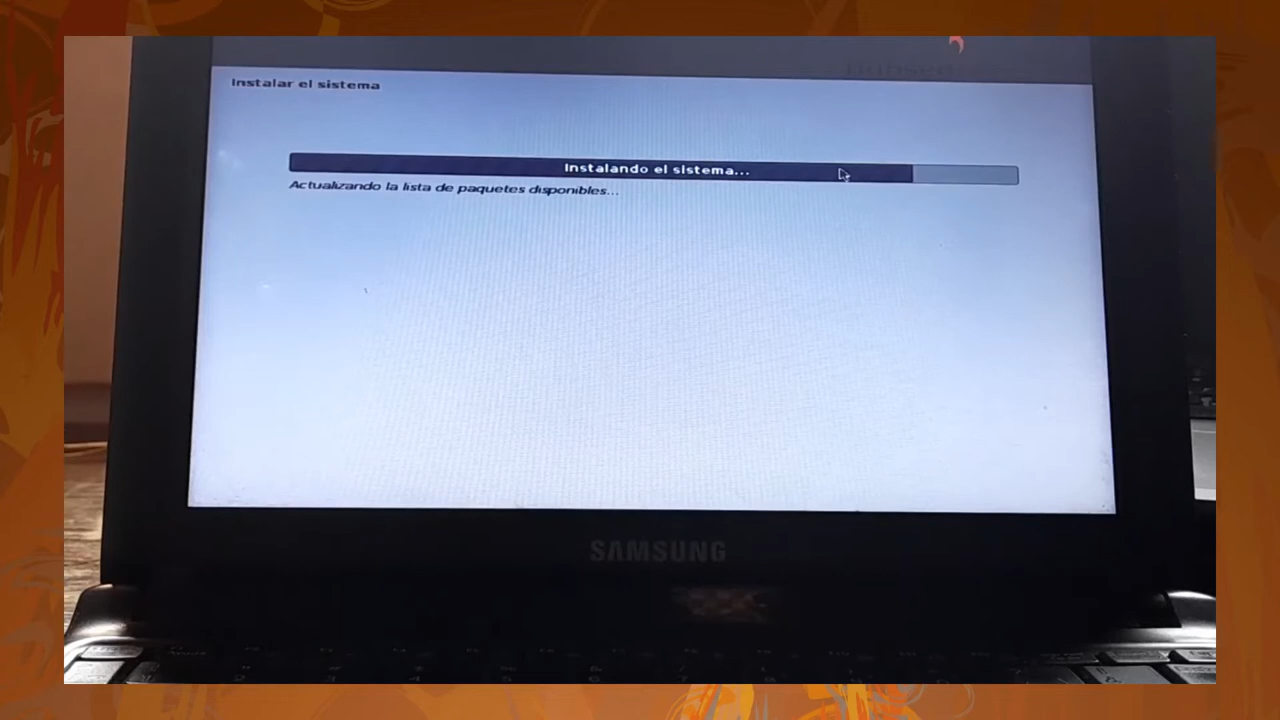 Instalar el sistema
Instalando el sistema...
Actualizando la lista de paquetes disponibles...
SAMSUNG